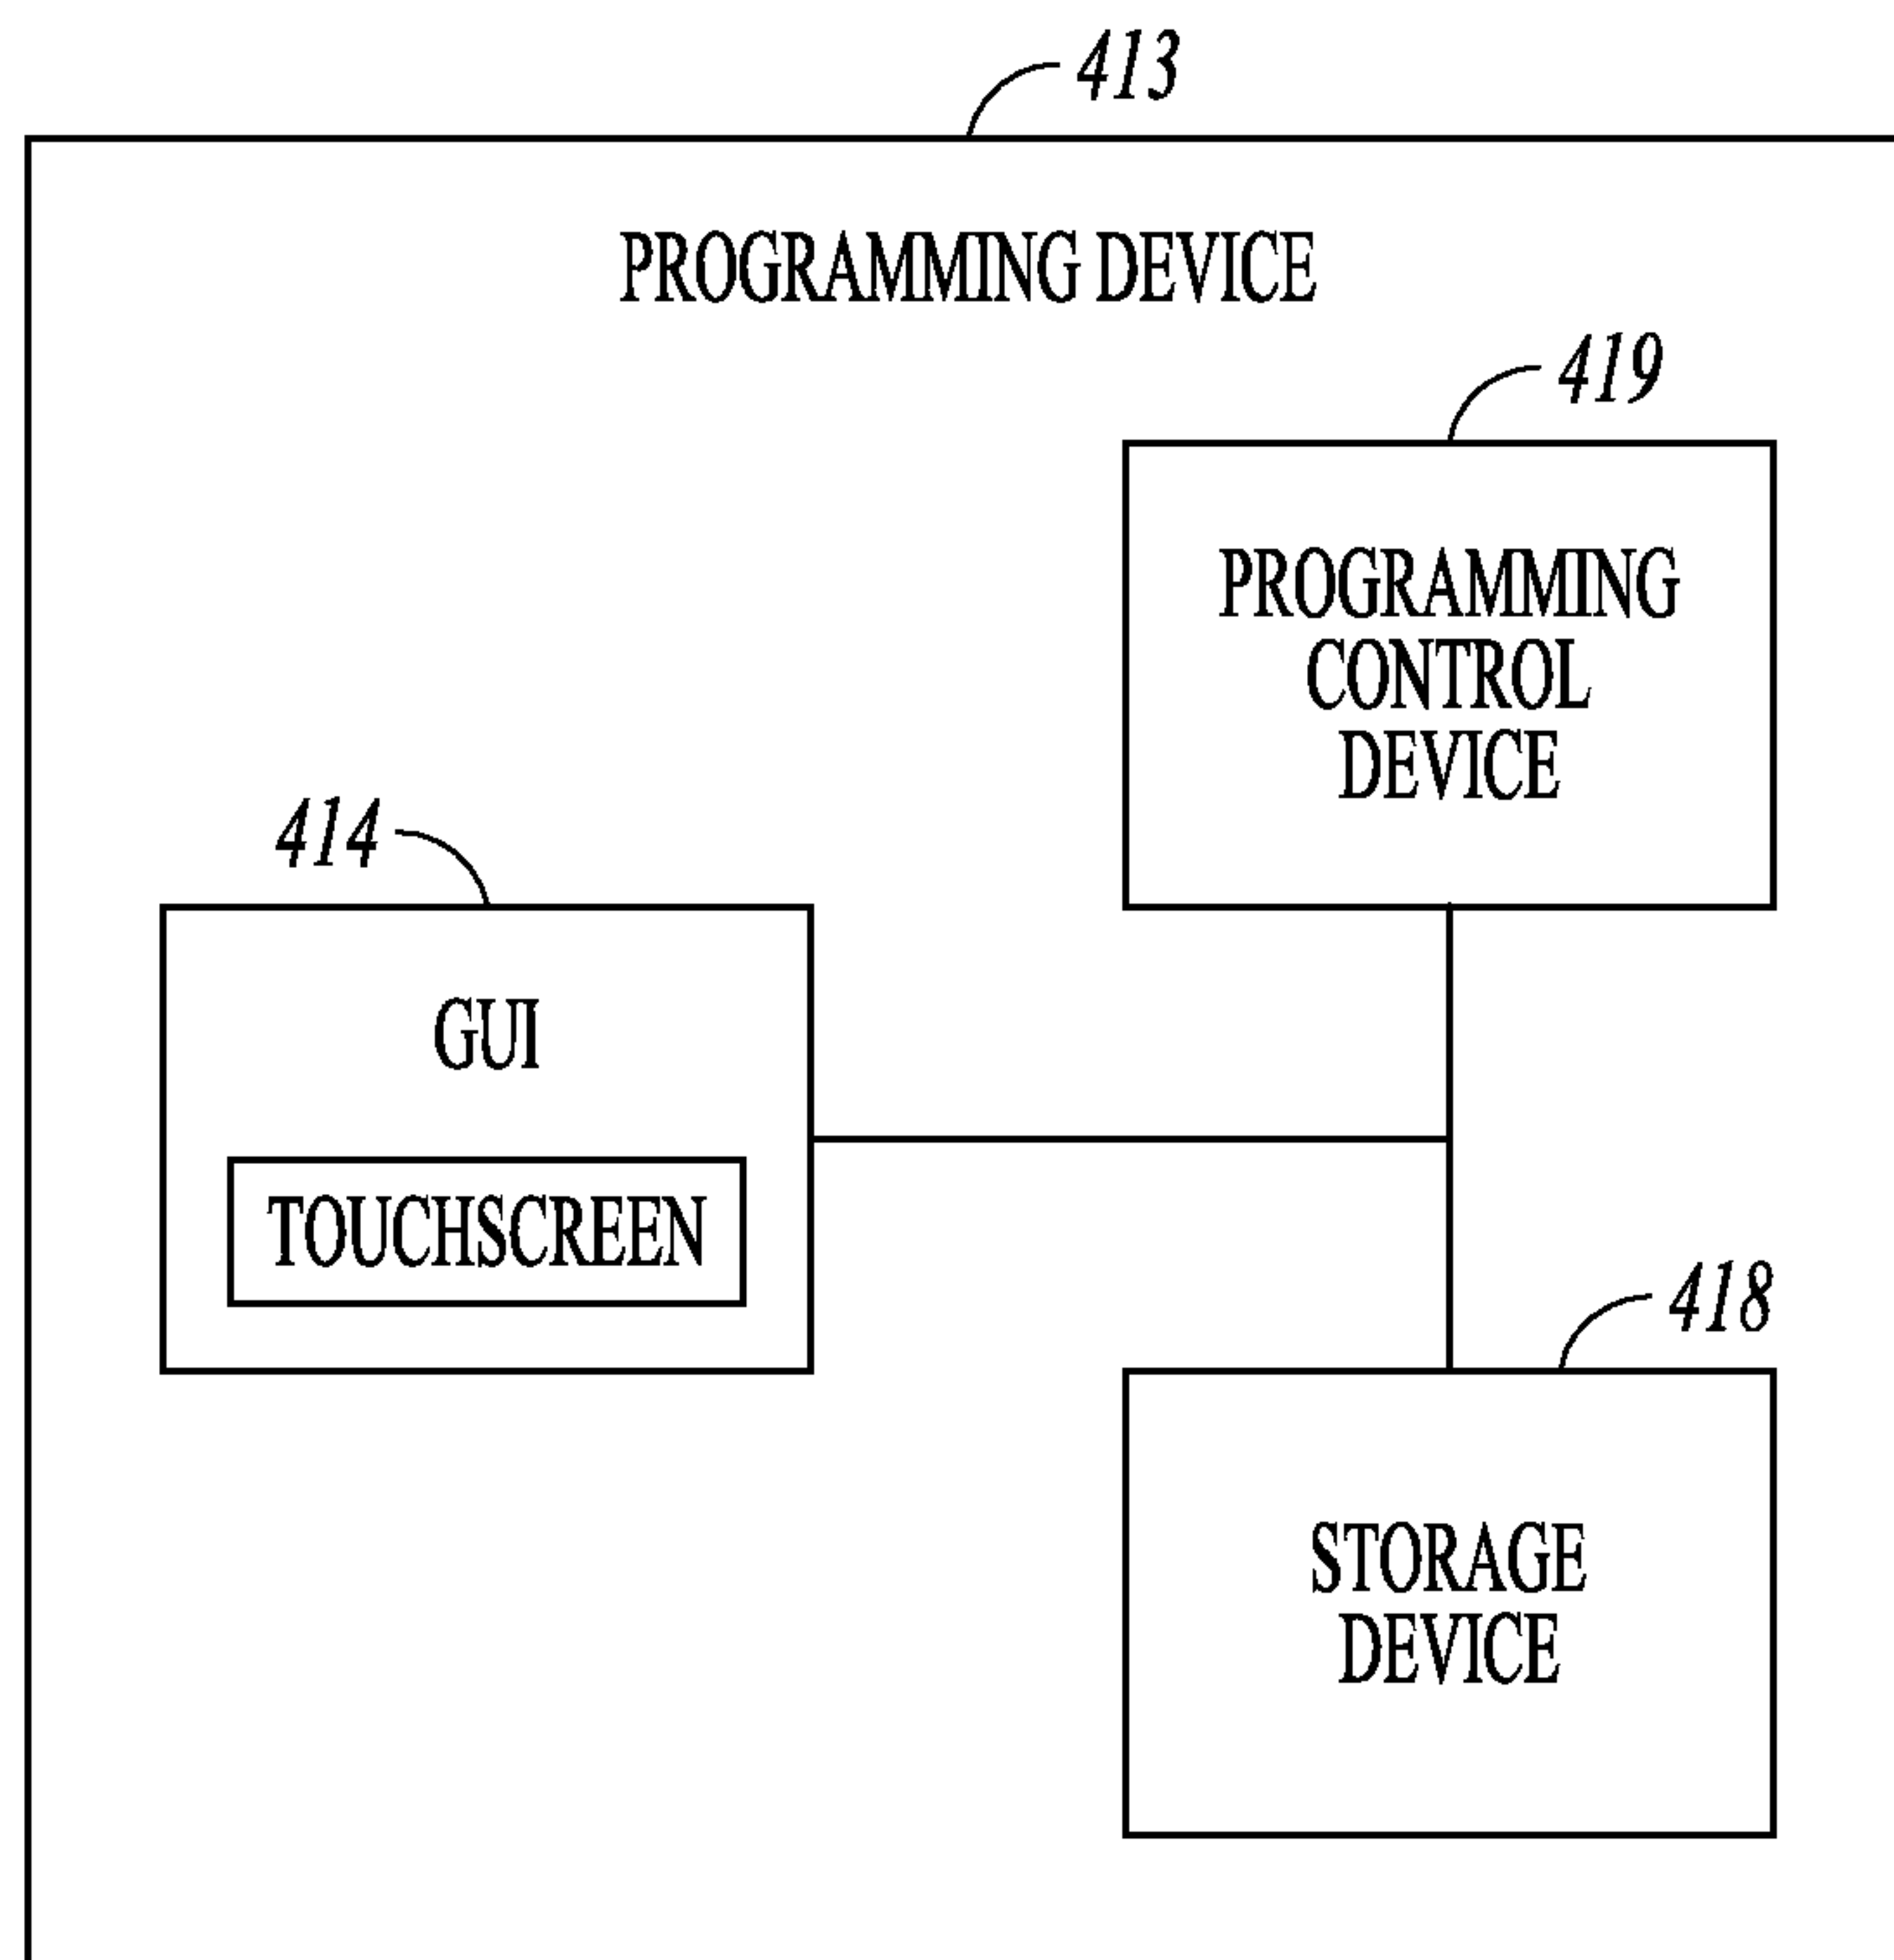 413
PROGRAMMING DEVICE
419
PROGRAMMING
CONTROL
DEVICE
414
GUI
TOUCHSCREEN
418
STORAGE
DEVICE